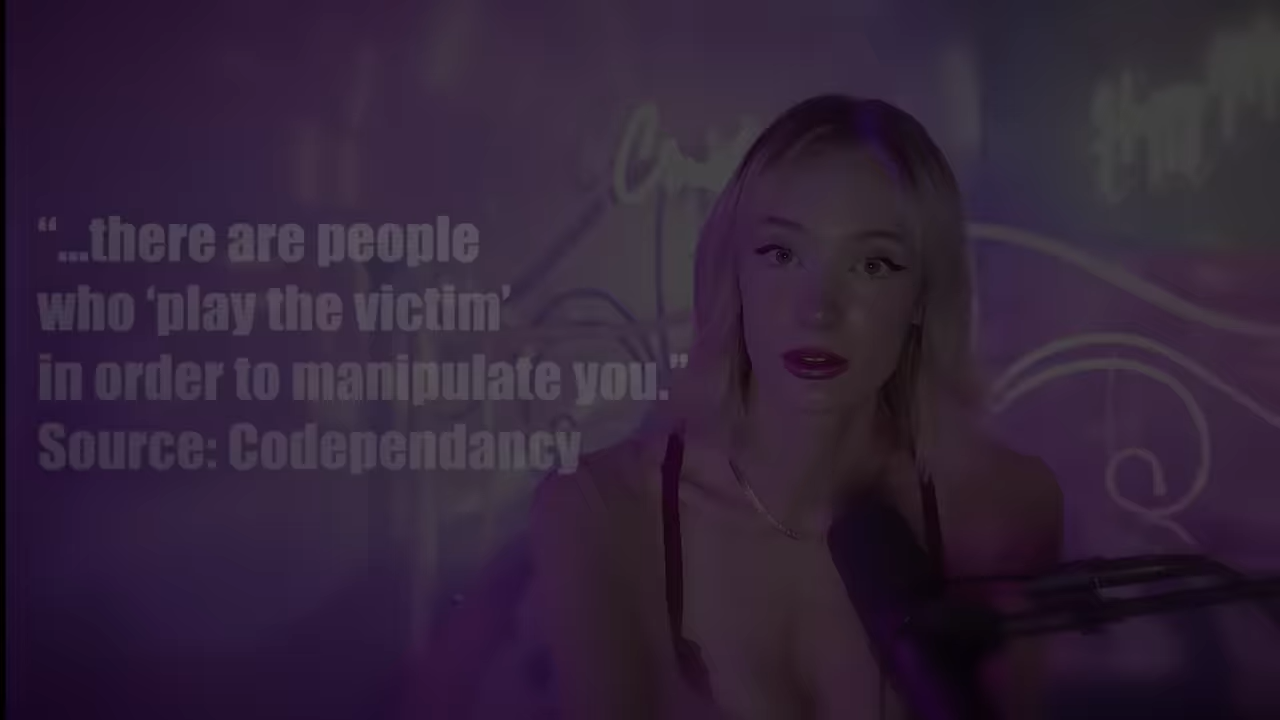 “...there are people
who ‘play the victim’
in order to manipulate you.”
Source: Codependancy